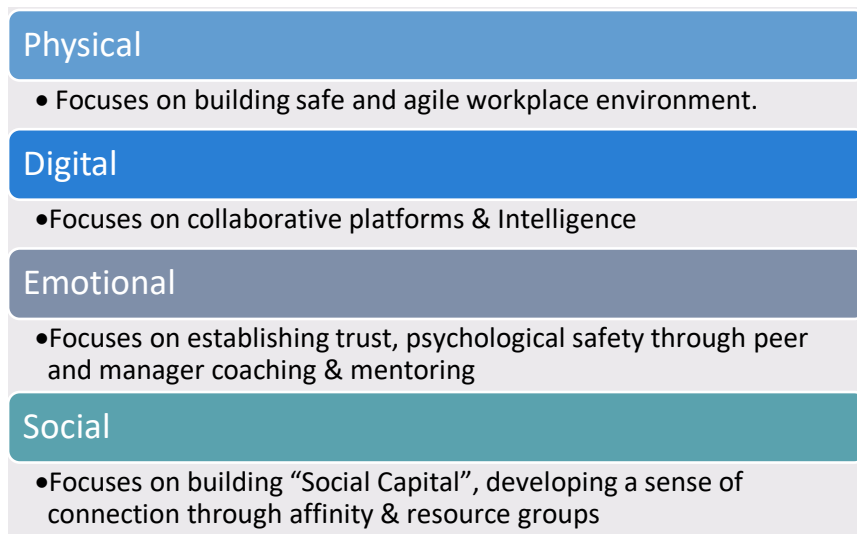 Physical
• Focuses on building safe and agile workplace environment.
Digital
•Focuses on collaborative platforms & Intelligence
Emotional
•Focuses on establishing trust, psychological safety through peer
and manager coaching & mentoring
Social
•Focuses on building “Social Capital”, developing a sense of
connection through affinity & resource groups